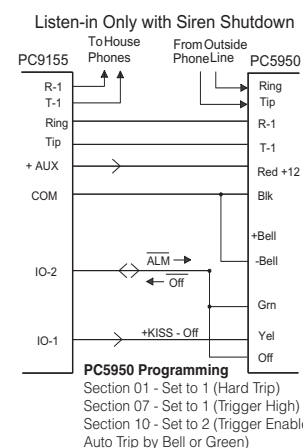 Listen-in Only with Siren Shutdown
To House Phones
From Outside Phone Line
PC9155
PC5950
R-1
T-1
Ring
Tip
+ AUX
COM
IO-2
IO-1
Ring
Tip
R-1
T-1
Red +12
Blk
+Bell
-Bell
Grn
Yel
Off
ALM
Off
+KISS - Off
PC5950 Programming
Section 01 - Set to 1 (Hard Trip)
Section 07 - Set to 1 (Trigger High)
Section 10 - Set to 2 (Trigger Enable
Auto Trip by Bell or Green)